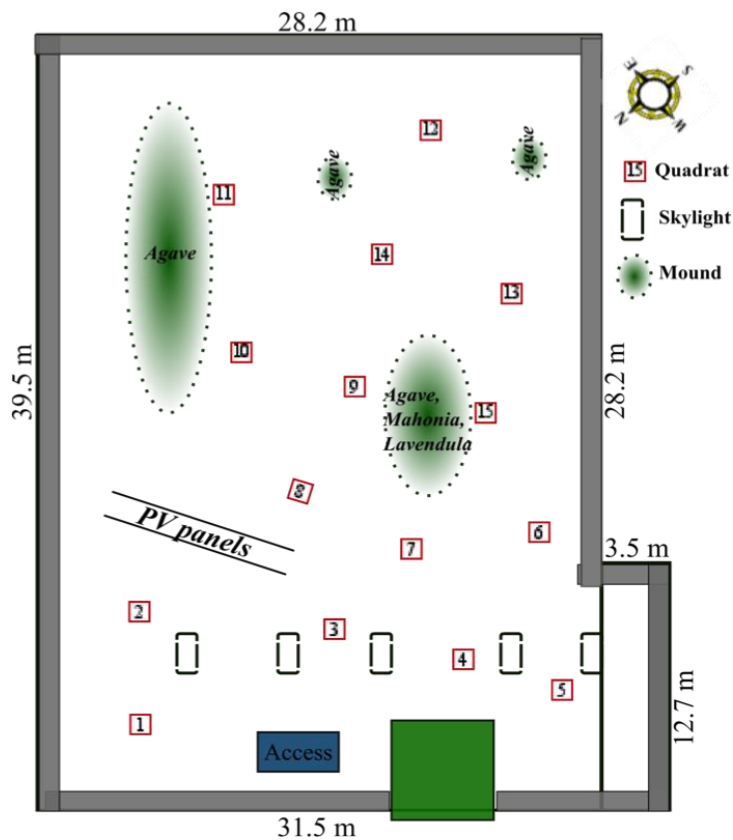 28.2 m
E
S
N
W
12
Agave
Agave
15 Quadrat
11
Skylight
Agave
14
Mound
13
39.5 m
28.2 m
10
9
Agave,
Mahonia,
Lavendula
15
8
PV panels
6
7
3.5 m
2
3
4
5
12.7 m
1
Access
31.5 m